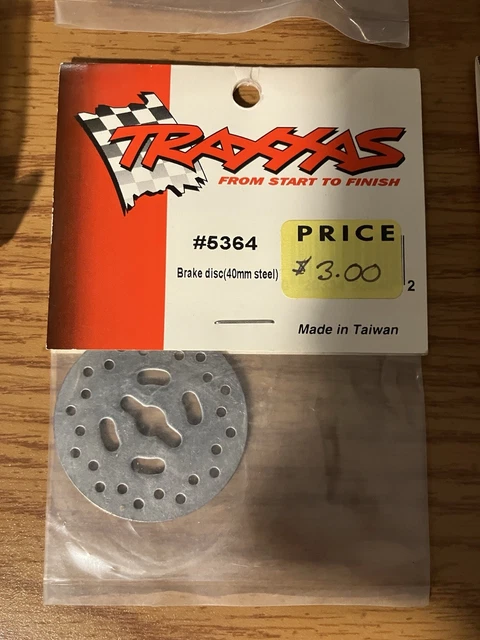 TRAXXAS
FROM START TO FINISH
#5364
Brake disc(40mm steel)
PRICE
$3.00
2
Made in Taiwan